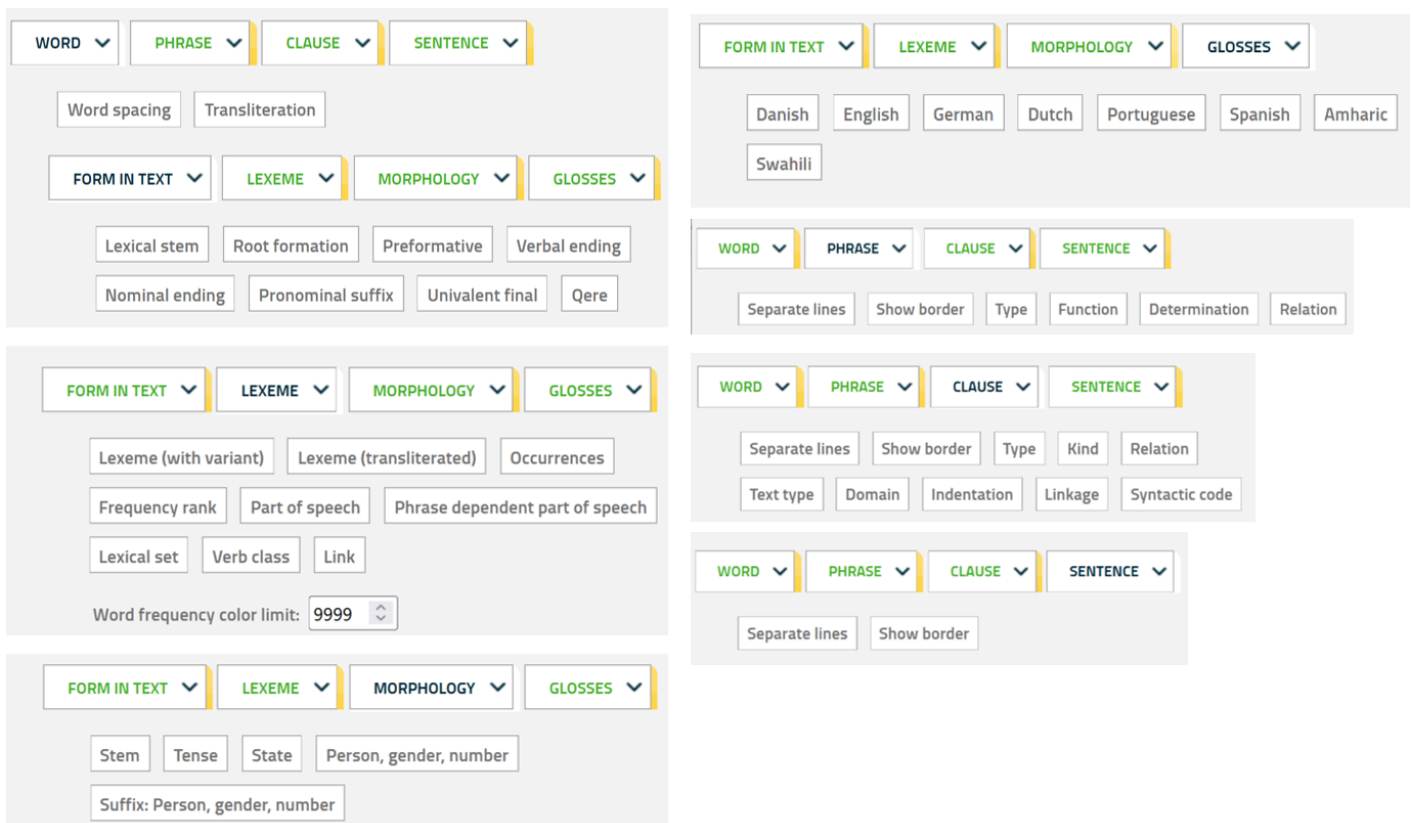 WORD PHRASE CLAUSE SENTENCE
Word spacing Transliteration
FORM IN TEXT LEXEME MORPHOLOGY GLOSSES
Lexical stem Root formation Preformative Verbal ending
Nominal ending Pronominal suffix Univalent final Qere
FORM IN TEXT LEXEME MORPHOLOGY GLOSSES
Lexeme (with variant) Lexeme (transliterated) Occurrences
Frequency rank Part of speech Phrase dependent part of speech
Lexical set Verb class Link
Word frequency color limit: 9999
FORM IN TEXT LEXEME MORPHOLOGY GLOSSES
Stem Tense State Person, gender, number
Suffix: Person, gender, number
FORM IN TEXT LEXEME MORPHOLOGY GLOSSES
Danish English German Dutch Portuguese Spanish Amharic
Swahili
WORD PHRASE CLAUSE SENTENCE
Separate lines Show border Type Function Determination Relation
WORD PHRASE CLAUSE SENTENCE
Separate lines Show border Type Kind Relation
Text type Domain Indentation Linkage Syntactic code
WORD PHRASE CLAUSE SENTENCE
Separate lines Show border